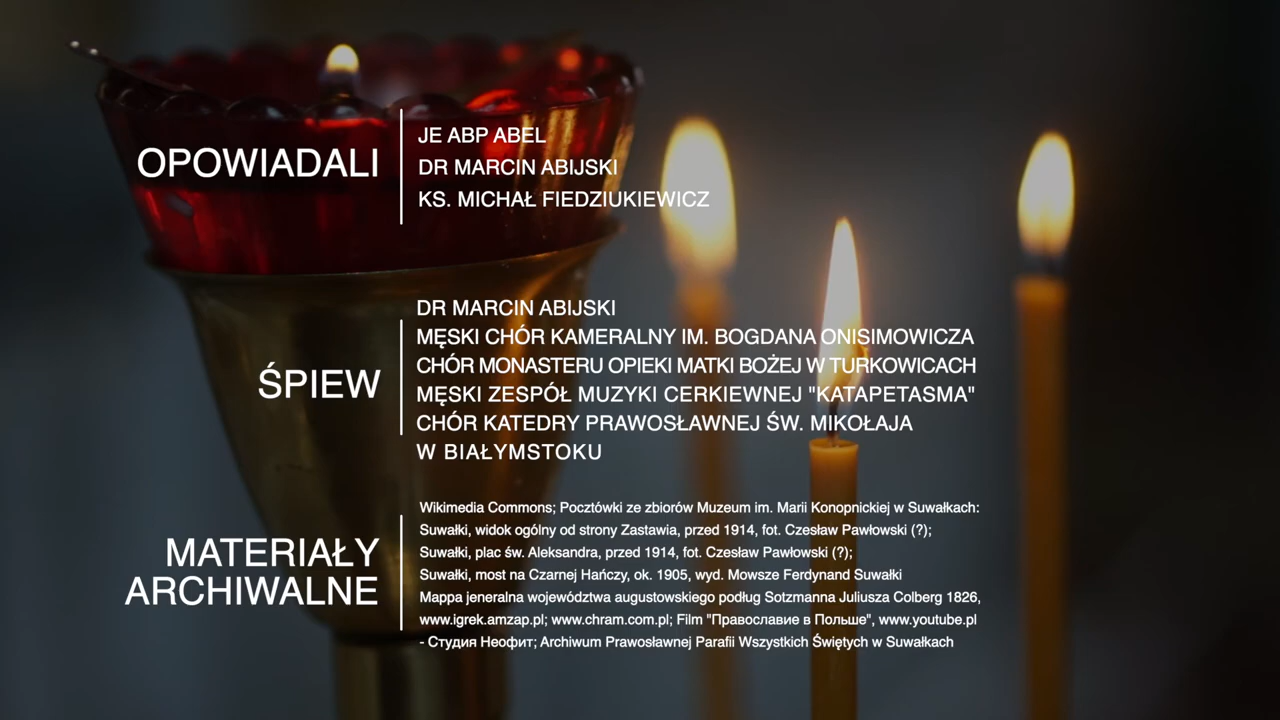 OPOWIADALI
JE ABP ABEL
DR MARCIN ABIJSKI
KS. MICHAŁ FIEDZIUKIEWICZ
ŚPIEW
DR MARCIN ABIJSKI
MĘSKI CHÓR KAMERALNY IM. BOGDANA ONISIMOWICZA
CHÓR MONASTERU OPIEKI MATKI BOŻEJ W TURKOWICACH
MĘSKI ZESPÓŁ MUZYKI CERKIEWNEJ "KATAPETASMA"
CHÓR KATEDRY PRAWOSŁAWNEJ ŚW. MIKOŁAJA
W BIAŁYMSTOKU
MATERIAŁY
ARCHIWALNE
Wikimedia Commons; Pocztówki ze zbiorów Muzeum im. Marii Konopnickiej w Suwałkach:
Suwałki, widok ogólny od strony Zastawia, przed 1914, fot. Czesław Pawłowski (?);
Suwałki, plac św. Aleksandra, przed 1914, fot. Czesław Pawłowski (?);
Suwałki, most na Czarnej Hańczy, ok. 1905, wyd. Mowsze Ferdynand Suwałki
Mappa jeneralna województwa augustowskiego podług Sotzmanna Juliusza Colberg 1826,
www.igrek.amzap.pl; www.chram.com.pl; Film "Православие в Польше", www.youtube.pl
- Студия Неофит; Archiwum Prawosławnej Parafii Wszystkich Świętych w Suwałkach